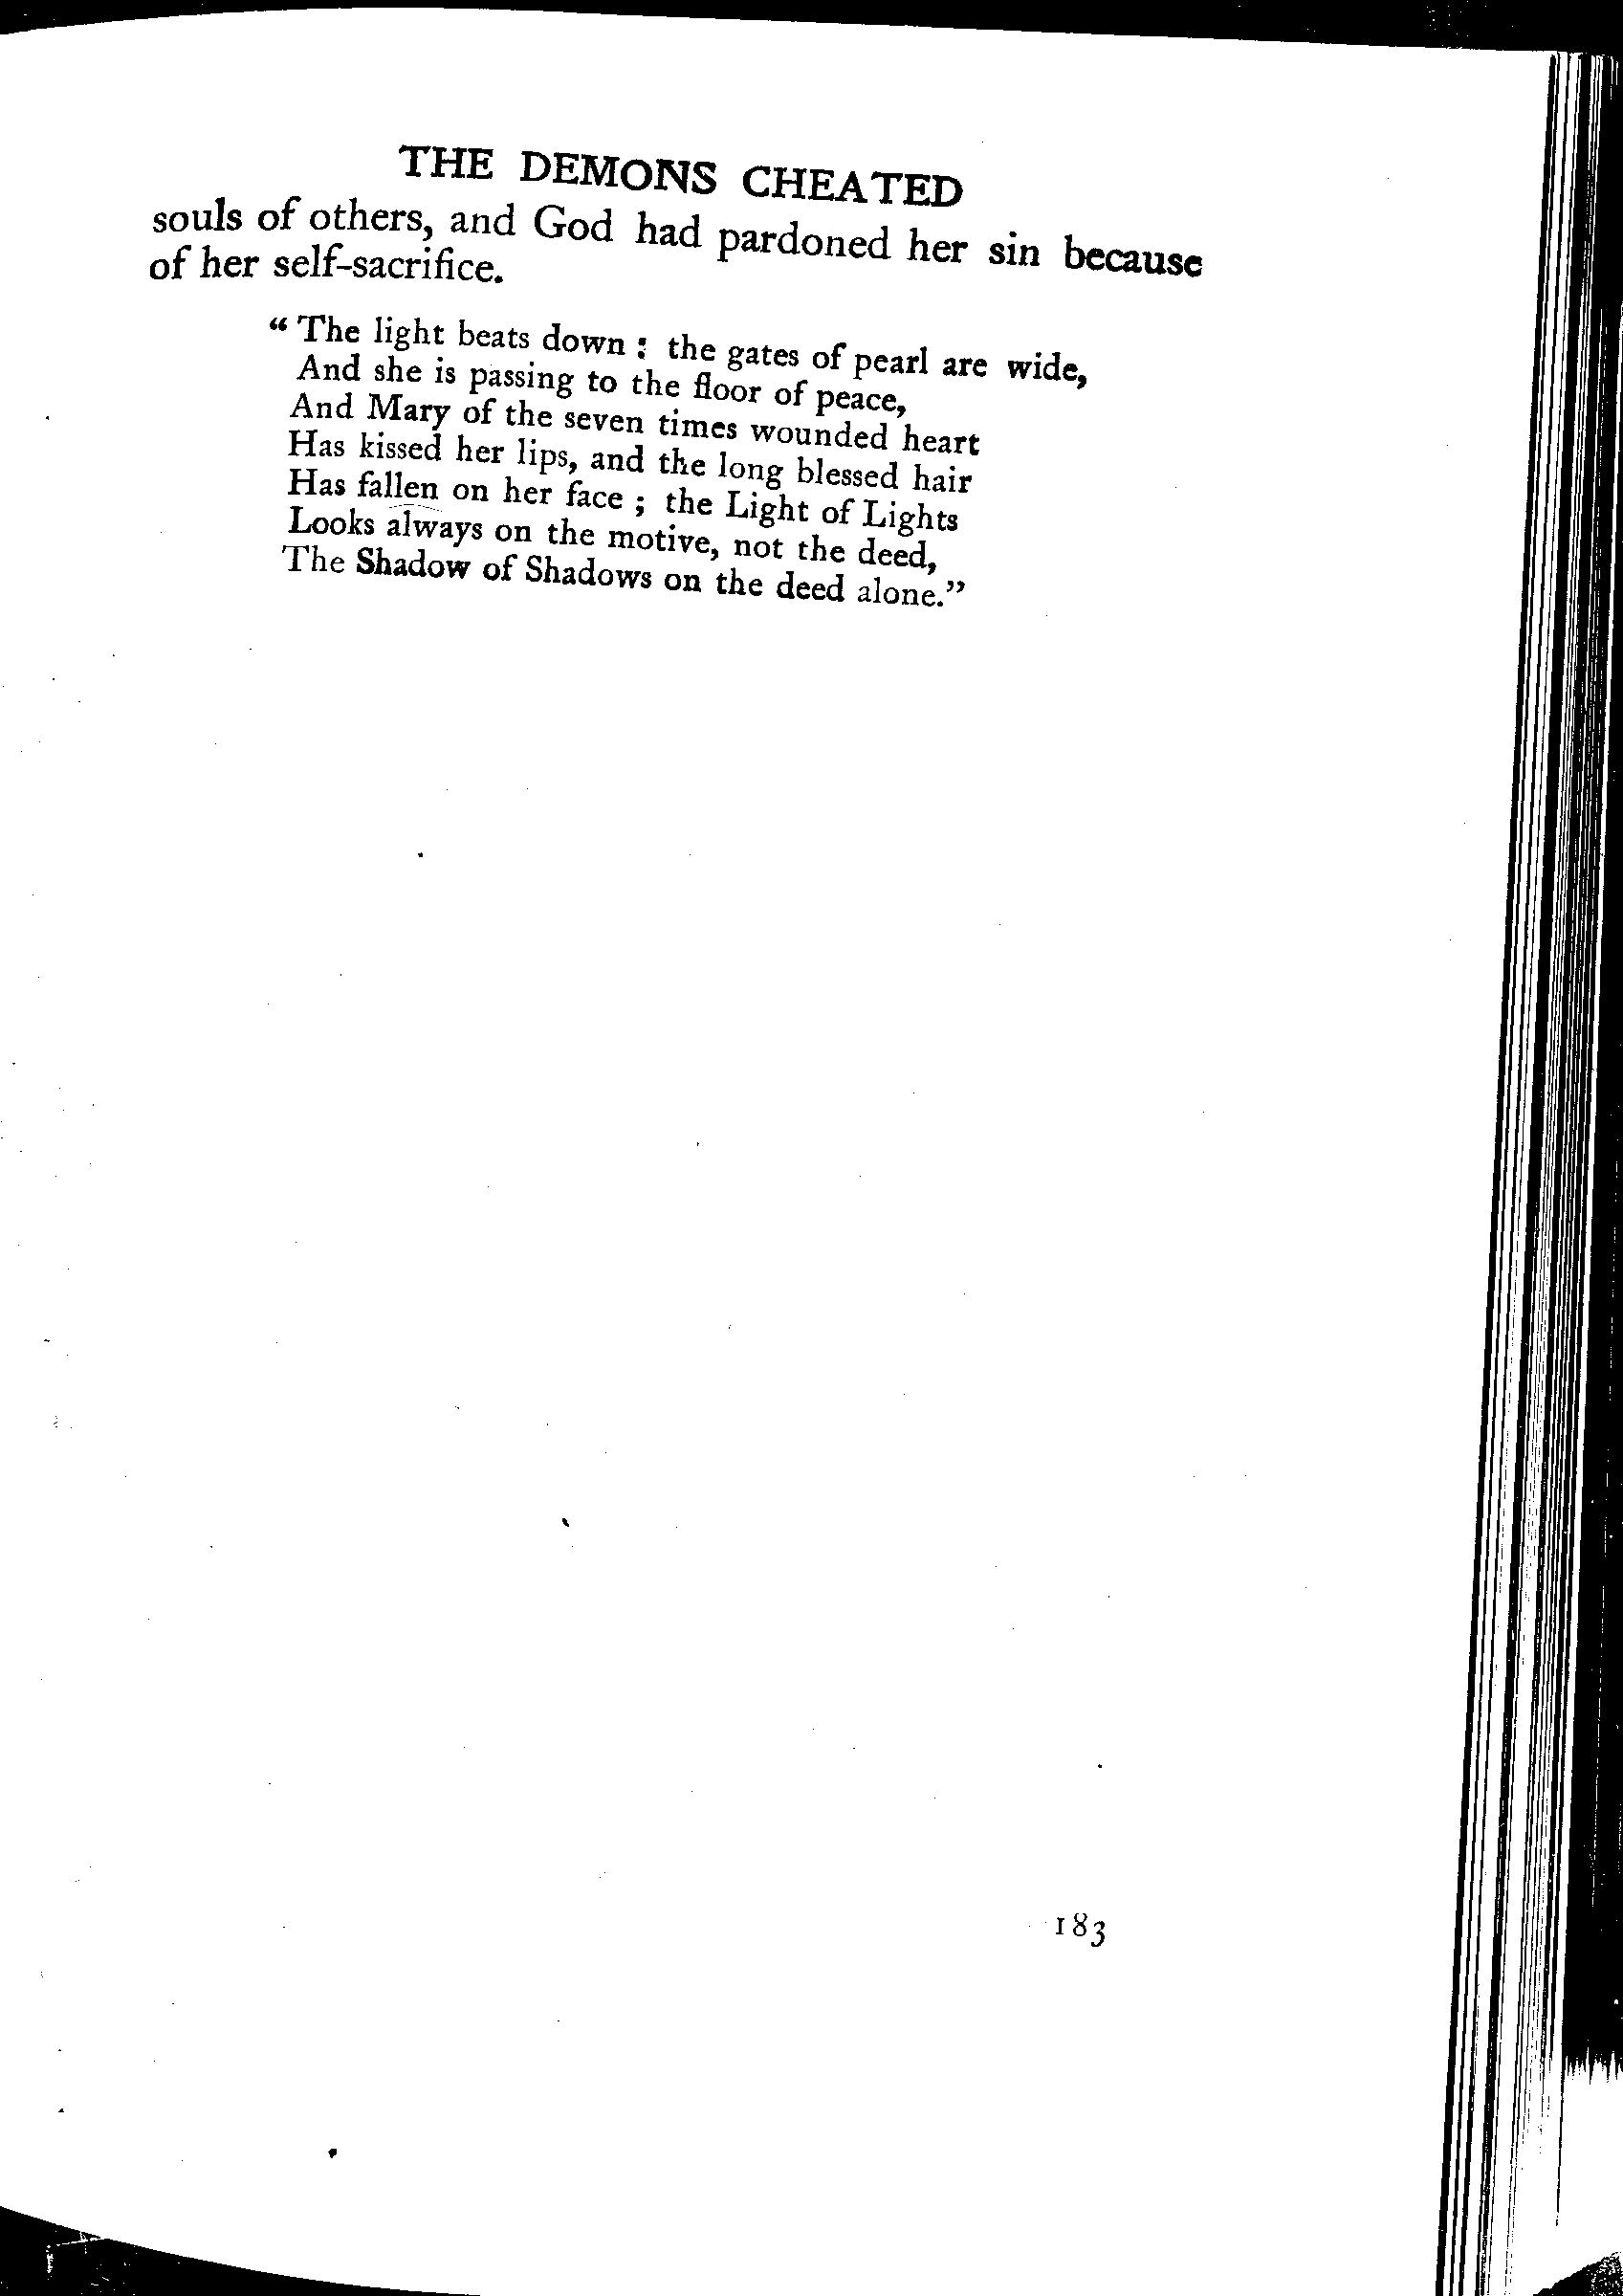 THE DEMONS CHEATED
souls of others, and God had pardoned her sin because
of her self-sacrifice.
“ The light beats down : the gates of pearl are wide,
And she is passing to the floor of peace,
And Mary of the seven times wounded heart
Has kissed her lips, and the long blessed hair
Has fallen on her face ; the Light of Lights
Looks always on the motive, not the deed,
The Shadow of Shadows on the deed alone.”
183